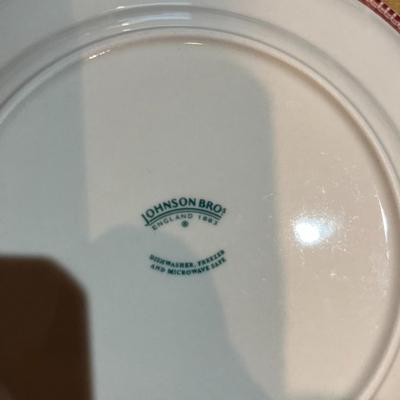 JOHNSON BROS
ENGLAND 1883
®
DISHWASHER, FREEZER
AND MICROWAVE SAFE